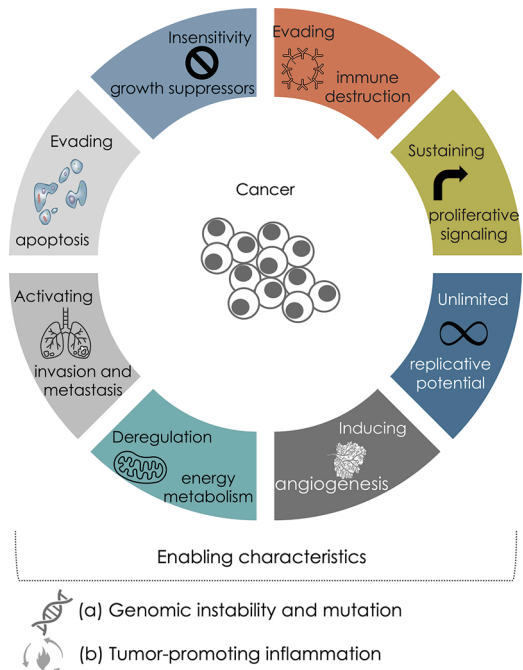 Insensitivity
growth suppressors
Evading
immune
destruction
Sustaining
proliferative
signaling
Unlimited
replicative
potential
Inducing
angiogenesis
Deregulation
energy
metabolism
Activating
invasion and
metastasis
Evading
apoptosis
Cancer
Enabling characteristics
(a) Genomic instability and mutation
(b) Tumor-promoting inflammation